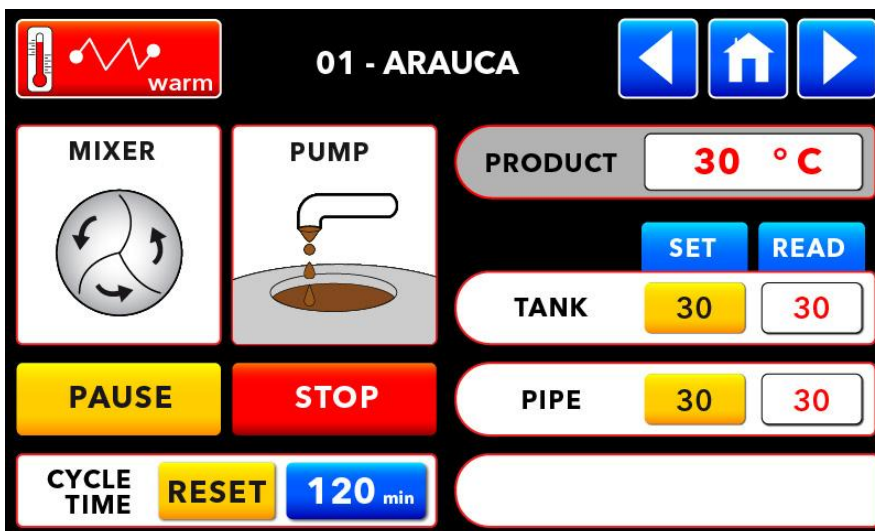 warm
01 - ARAUCA
MIXER
PUMP
PRODUCT 30 °C
SET READ
TANK 30 30
PAUSE STOP
PIPE 30 30
CYCLE
TIME
RESET 120 min